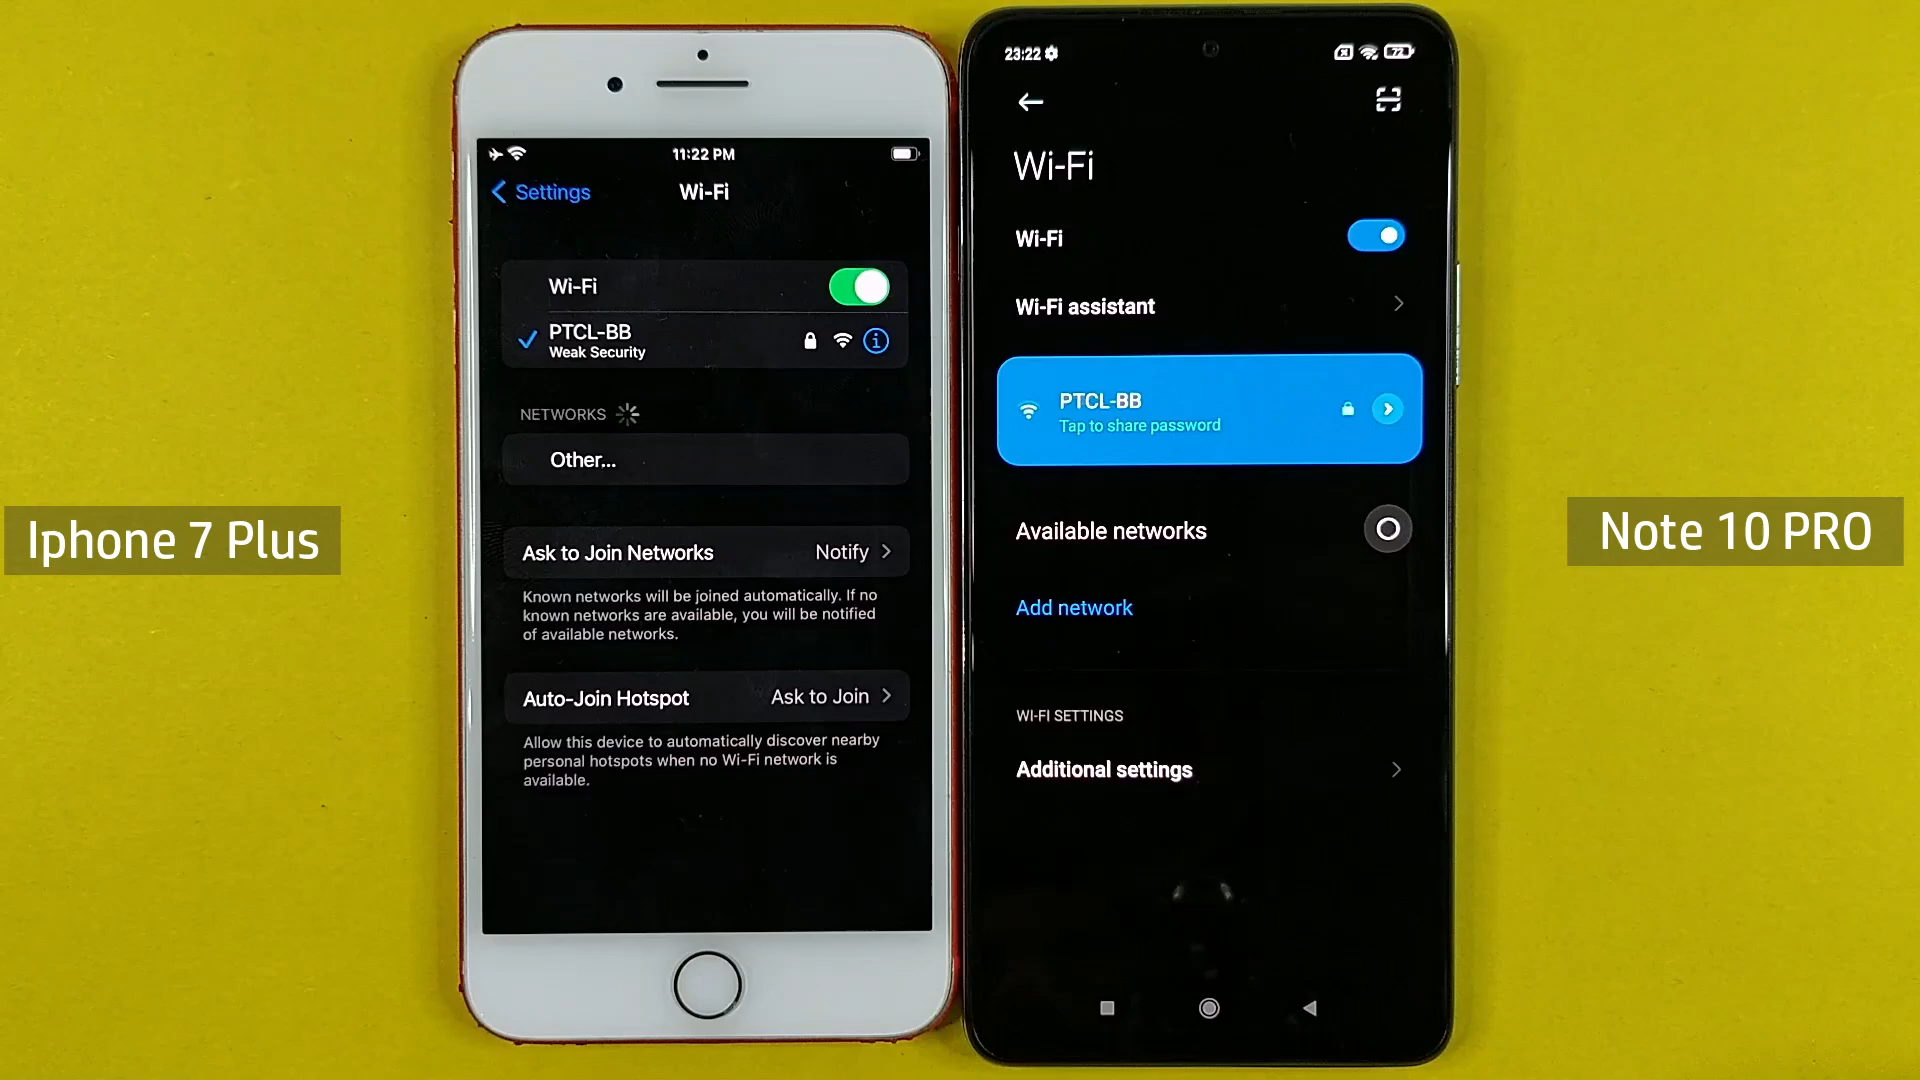 Iphone 7 Plus
11:22 PM
Settings
Wi-Fi
Wi-Fi
PTCL-BB
Weak Security
NETWORKS
Other...
Ask to Join Networks
Notify
Known networks will be joined automatically. If no
known networks are available, you will be notified
of available networks.
Auto-Join Hotspot
Ask to Join
Allow this device to automatically discover nearby
personal hotspots when no Wi-Fi network is
available.
23:22
72
Wi-Fi
Wi-Fi
Wi-Fi assistant
PTCL-BB
Tap to share password
Available networks
Add network
WI-FI SETTINGS
Additional settings
Note 10 PRO